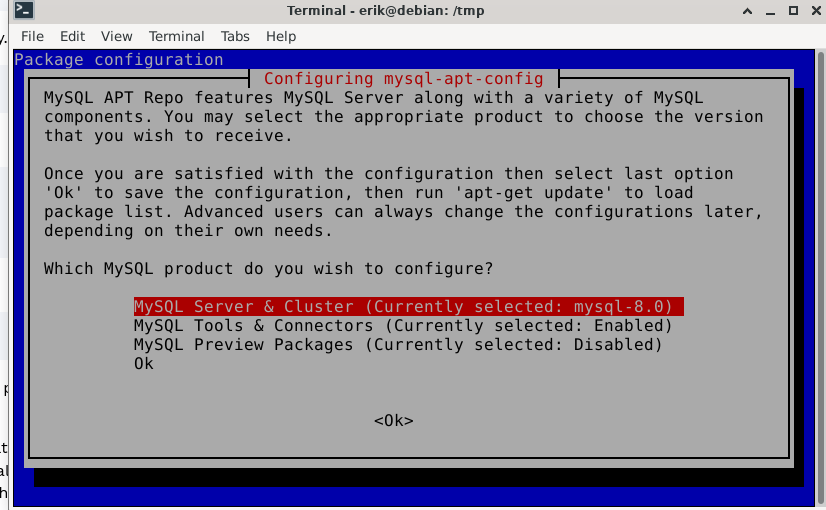 Terminal - erik@debian: /tmp
File Edit View Terminal Tabs Help
Package configuration
Configuring mysql-apt-config
MySQL APT Repo features MySQL Server along with a variety of MySQL
components. You may select the appropriate product to choose the version
that you wish to receive.
Once you are satisfied with the configuration then select last option
'Ok' to save the configuration, then run 'apt-get update' to load
package list. Advanced users can always change the configurations later,
depending on their own needs.
Which MySQL product do you wish to configure?
MySQL Server & Cluster (Currently selected: mysql-8.0)
MySQL Tools & Connectors (Currently selected: Enabled)
MySQL Preview Packages (Currently selected: Disabled)
Ok
<Ok>